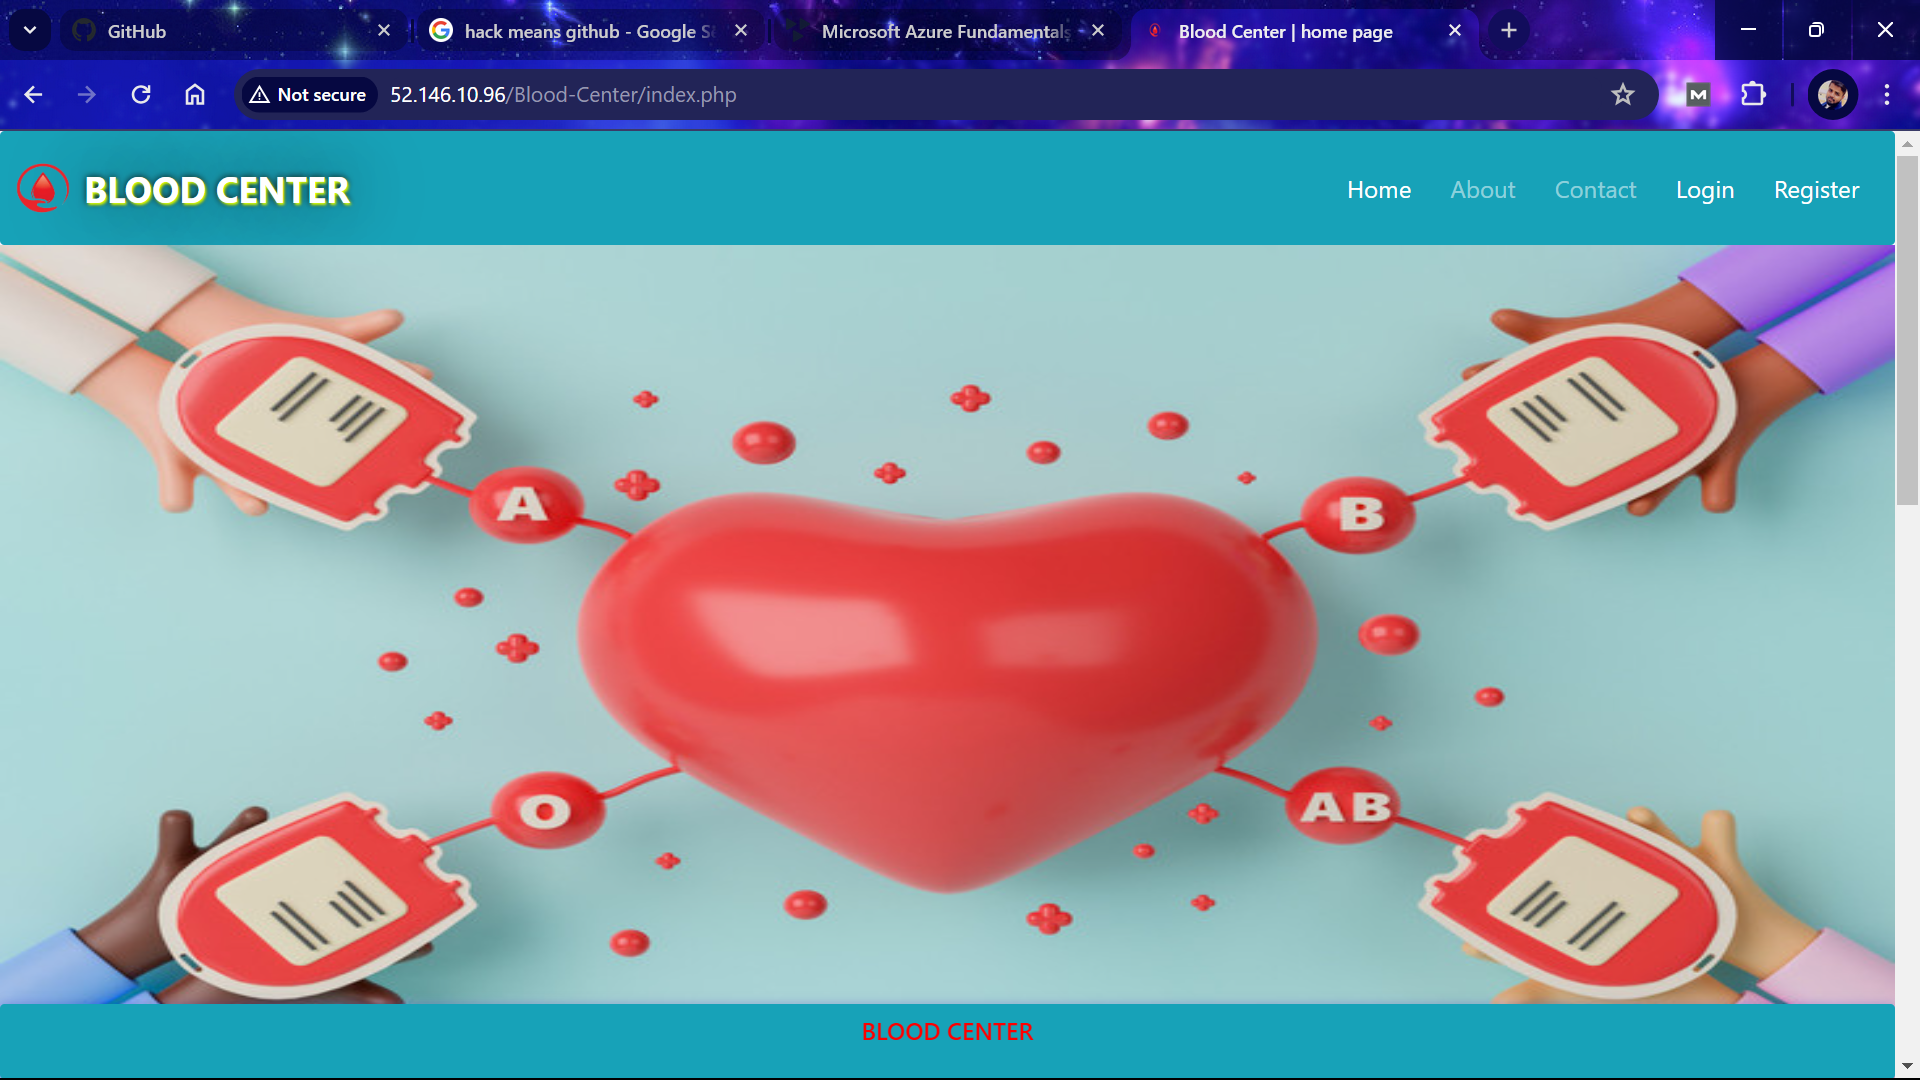 GitHub
hack means github - Google S
Microsoft Azure Fundamentals
Blood Center | home page
Not secure
52.146.10.96/Blood-Center/index.php
BLOOD CENTER
Home
About
Contact
Login
Register
A
B
O
AB
BLOOD CENTER